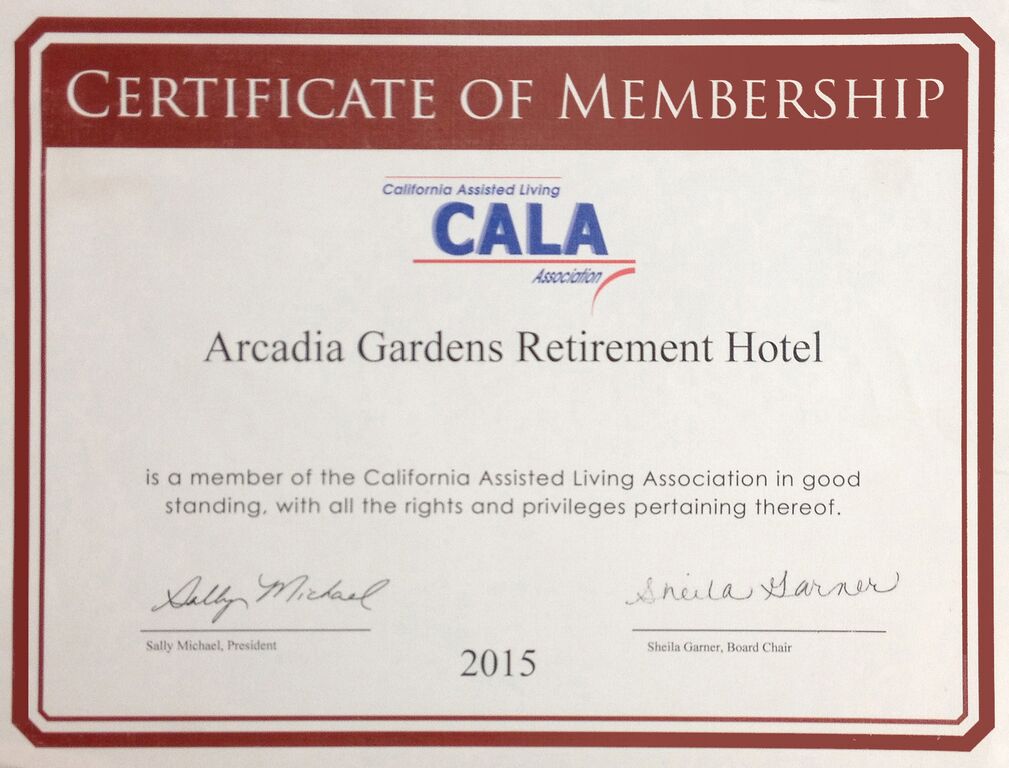 CERTIFICATE OF MEMBERSHIP
California Assisted Living
CALA
Association
Arcadia Gardens Retirement Hotel
is a member of the California Assisted Living Association in good
standing, with all the rights and privileges pertaining thereof.
Sally Michael Sheila Garner
Sally Michael, President Sheila Garner, Board Chair
2015